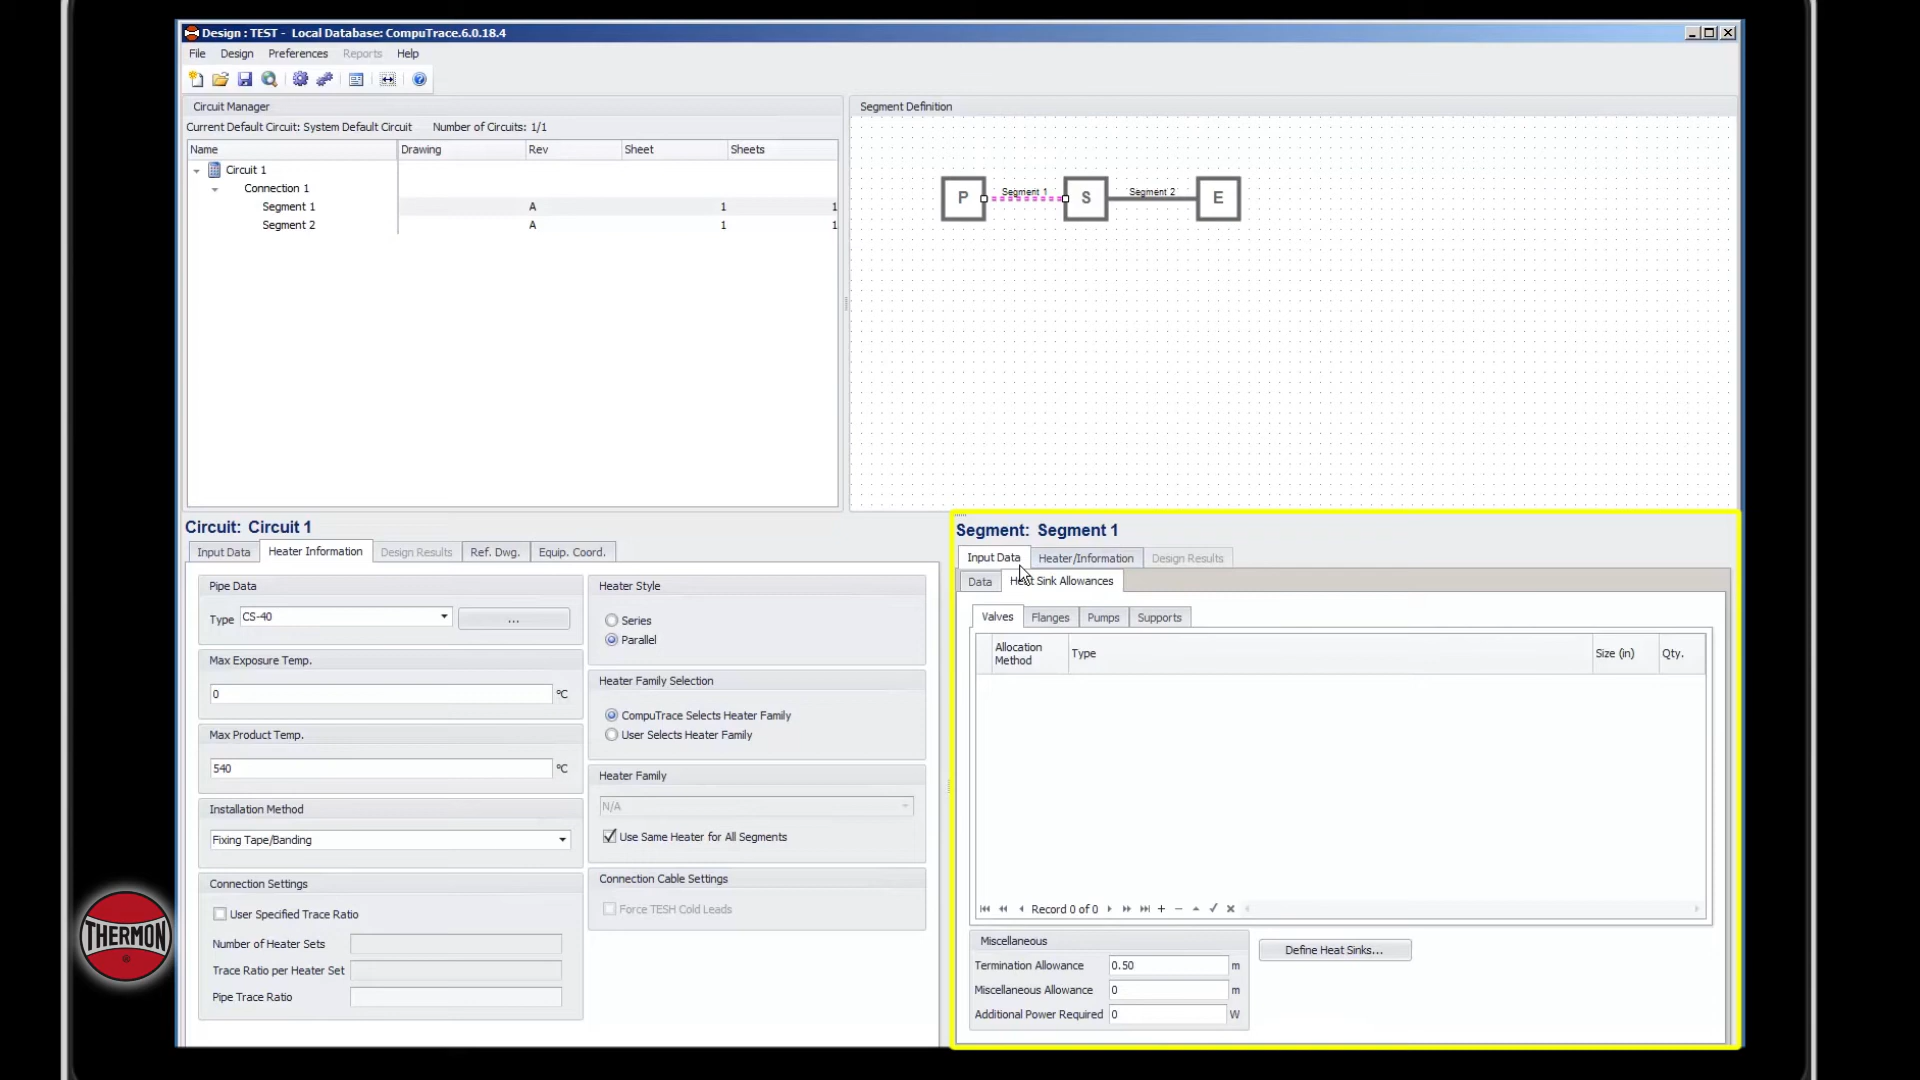 Design : TEST - Local Database: CompuTrace.6.0.18.4
File Design Preferences Reports Help
Circuit Manager
Current Default Circuit: System Default Circuit Number of Circuits: 1/1
Name Drawing Rev Sheet Sheets
Circuit 1
Connection 1
Segment 1 A 1 1
Segment 2 A 1 1
Segment Definition
P Segment 1 S Segment 2 E
Circuit: Circuit 1
Input Data Heater Information Design Results Ref. Dwg. Equip. Coord.
Pipe Data
Type CS-40 ...
Max Exposure Temp.
0 °C
Max Product Temp.
540 °C
Installation Method
Fixing Tape/Banding
Connection Settings
User Specified Trace Ratio
Number of Heater Sets
Trace Ratio per Heater Set
Pipe Trace Ratio
Heater Style
Series
Parallel
Heater Family Selection
CompuTrace Selects Heater Family
User Selects Heater Family
Heater Family
N/A
Use Same Heater for All Segments
Connection Cable Settings
Force TESH Cold Leads
Segment: Segment 1
Input Data Heater/Information Design Results
Data Heat Sink Allowances
Valves Flanges Pumps Supports
Allocation Method Type Size (in) Qty.
Record 0 of 0
Miscellaneous
Termination Allowance 0.50 m
Miscellaneous Allowance 0 m
Additional Power Required 0 W
Define Heat Sinks...
THERMON
®